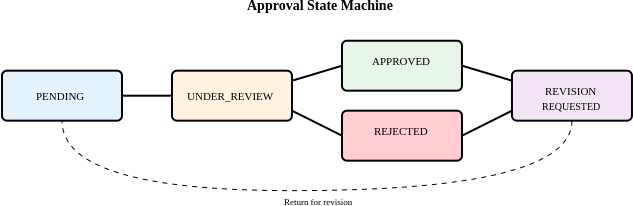 Approval State Machine
PENDING
UNDER_REVIEW
APPROVED
REJECTED
REVISION
REQUESTED
Return for revision